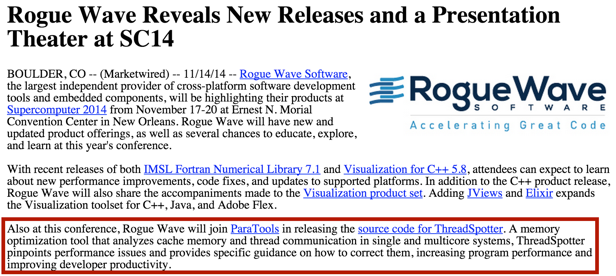 Rogue Wave Reveals New Releases and a Presentation
Theater at SC14
BOULDER, CO -- (Marketwired) -- 11/14/14 -- Rogue Wave Software,
the largest independent provider of cross-platform software development
tools and embedded components, will be highlighting their products at
Supercomputer 2014 from November 17-20 at Ernest N. Morial
Convention Center in New Orleans. Rogue Wave will have new and
updated product offerings, as well as several chances to educate, explore,
and learn at this year's conference.
RogueWave
SOFTWARE
Accelerating Great Code
With recent releases of both IMSL Fortran Numerical Library 7.1 and Visualization for C++ 5.8, attendees can expect to learn
about new performance improvements, code fixes, and updates to supported platforms. In addition to the C++ product release,
Rogue Wave will also share the accompaniments made to the Visualization product set. Adding JViews and Elixir expands
the Visualization toolset for C++, Java, and Adobe Flex.
Also at this conference, Rogue Wave will join ParaTools in releasing the source code for ThreadSpotter. A memory
optimization tool that analyzes cache memory and thread communication in single and multicore systems, ThreadSpotter
pinpoints performance issues and provides specific guidance on how to correct them, increasing program performance and
improving developer productivity.